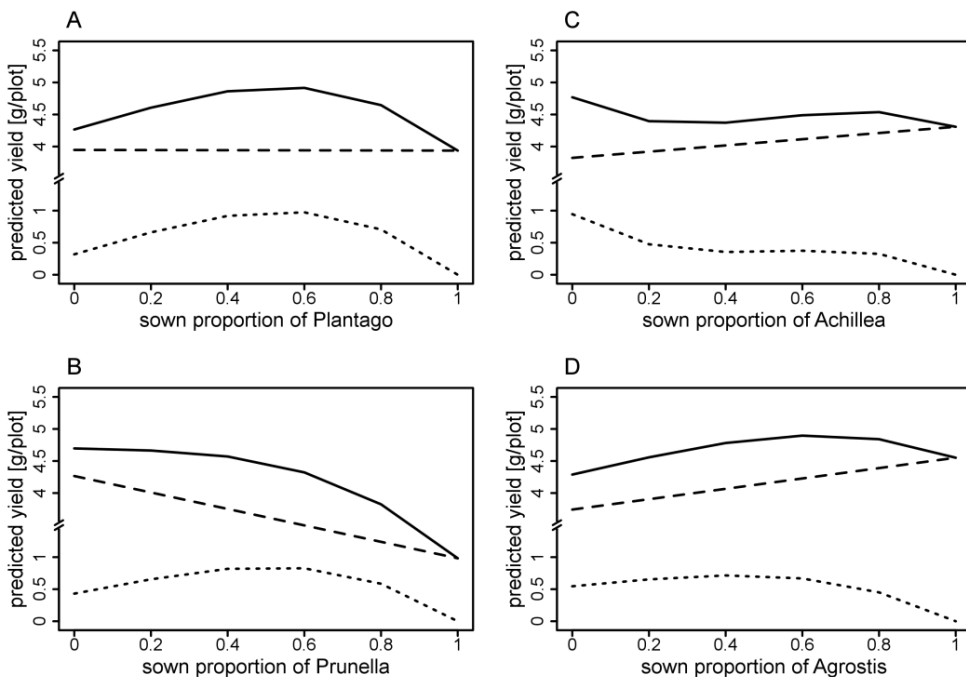 A
predicted yield [g/plot]
5.5
5
4.5
4
1
0.5
0
0 0.2 0.4 0.6 0.8 1
sown proportion of Plantago
C
predicted yield [g/plot]
5.5
5
4.5
4
1
0.5
0
0 0.2 0.4 0.6 0.8 1
sown proportion of Achillea
B
predicted yield [g/plot]
5.5
5
4.5
4
1
0.5
0
0 0.2 0.4 0.6 0.8 1
sown proportion of Prunella
D
predicted yield [g/plot]
5.5
5
4.5
4
1
0.5
0
0 0.2 0.4 0.6 0.8 1
sown proportion of Agrostis